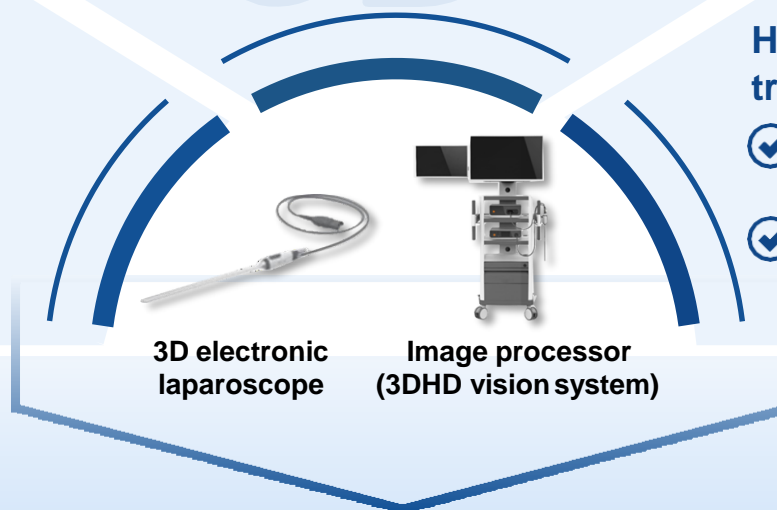 3D electronic
laparoscope
Image processor
(3DHD vision system)